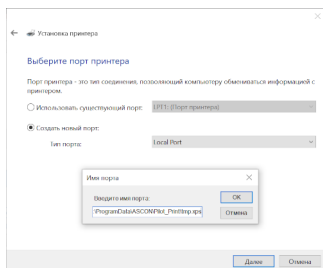 Установка принтера
Выберите порт принтера
Порт принтера - это тип соединения, позволяющий компьютеру обмениваться информацией с
принтером.
Использовать существующий порт:
LPT1: (Порт принтера)
Создать новый порт:
Тип порта:
Local Port
Имя порта
Введите имя порта:
OK
\ProgramData\ASCON\Pilot_Print\tmp.xps
Отмена
Далее
Отмена